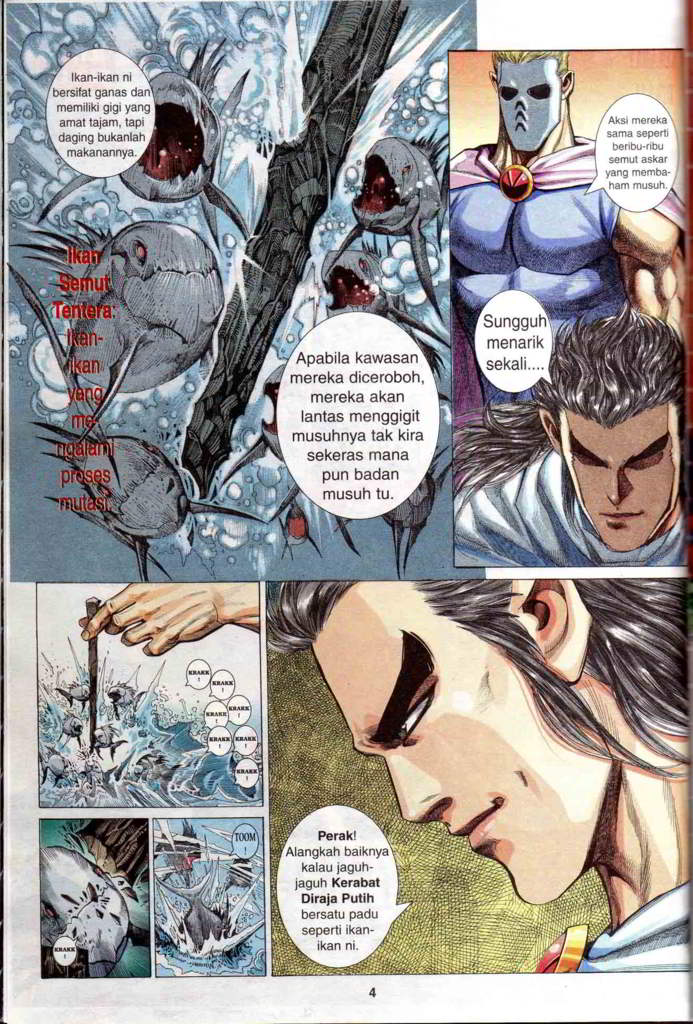 Ikan-ikan ni
bersifat ganas dan
memiliki gigi yang
amat tajam, tapi
daging bukanlah
makanannya.
Ikan
Semut
Tentera:
Ikan-
ikan
yang
me-
ngalami
proses
mutasi.
Apabila kawasan
mereka diceroboh,
mereka akan
lantas menggigit
musuhnya tak kira
sekeras mana
pun badan
musuh tu.
Aksi mereka
sama seperti
beribu-ribu
semut askar
yang memba-
ham musuh.
Sungguh
menarik
sekali....
KRAKK
!
KRAKK
!
KRAKK
!
KRAKK
!
KRAKK
!
KRAKK
!
KRAKK
!
KRAKK
!
TOOM
!
Perak!
Alangkah baiknya
kalau jaguh-
jaguh Kerabat
Diraja Putih
bersatu padu
seperti ikan-
ikan ni.
4